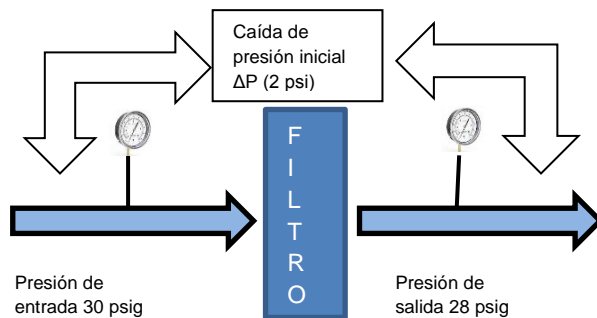 Caída de
presión inicial
ΔP (2 psi)
F
I
L
T
R
O
Presión de
entrada 30 psig
Presión de
salida 28 psig